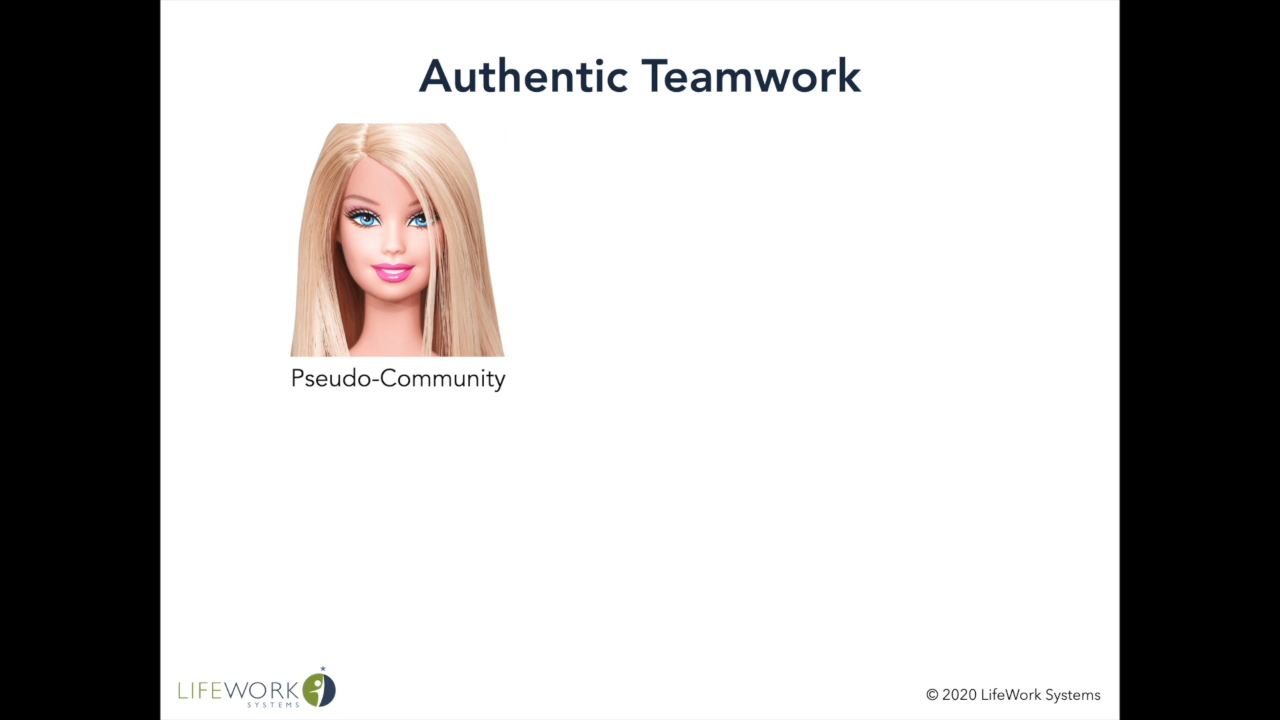 Authentic Teamwork
Pseudo-Community
LIFEWORK
SYSTEMS
© 2020 LifeWork Systems